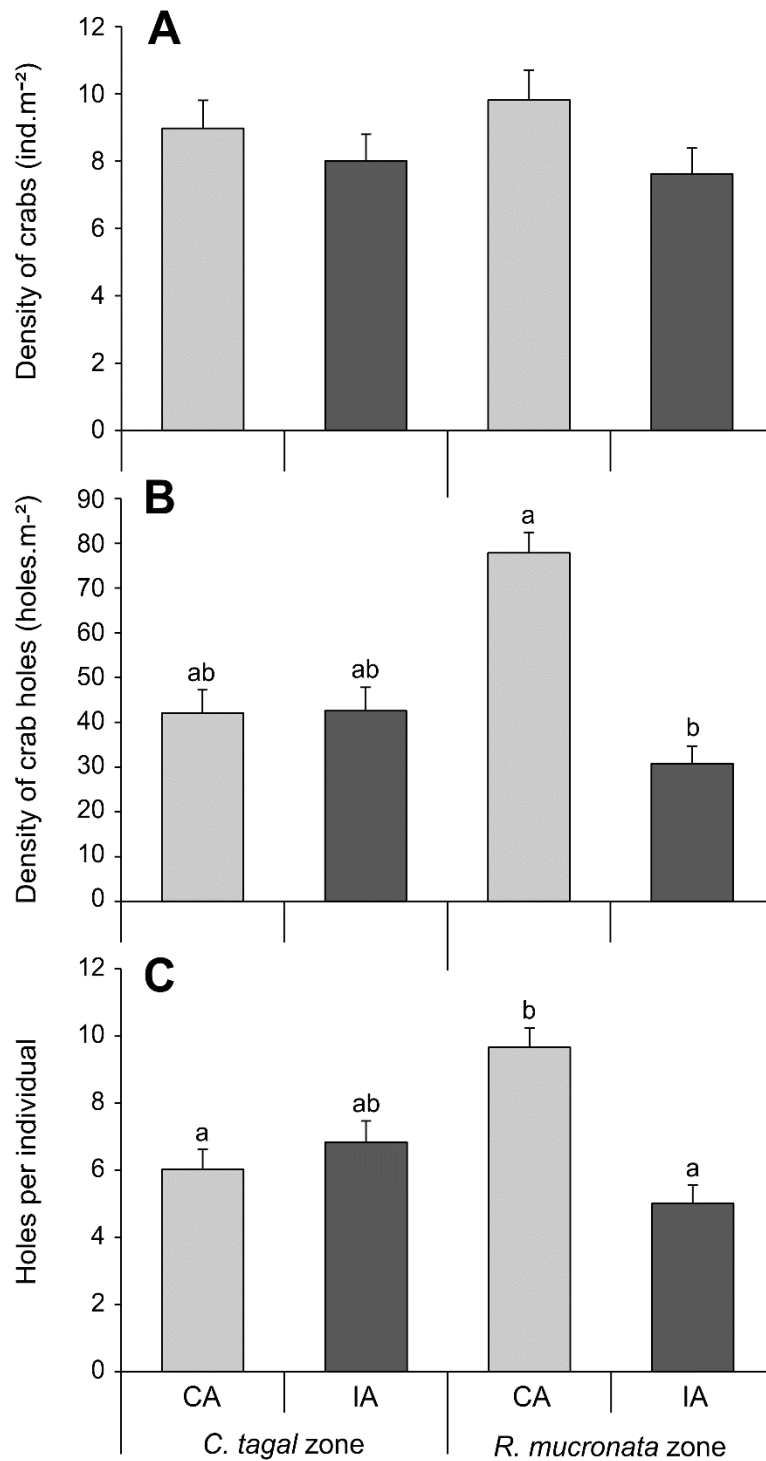 A
Density of crabs (ind.m⁻²)
12
10
8
6
4
2
0
B
Density of crab holes (holes.m-²)
90
80
70
60
50
40
30
20
10
0
ab
ab
a
b
C
Holes per individual
12
10
8
6
4
2
0
a
ab
b
a
CA IA CA IA
C. tagal zone R. mucronata zone